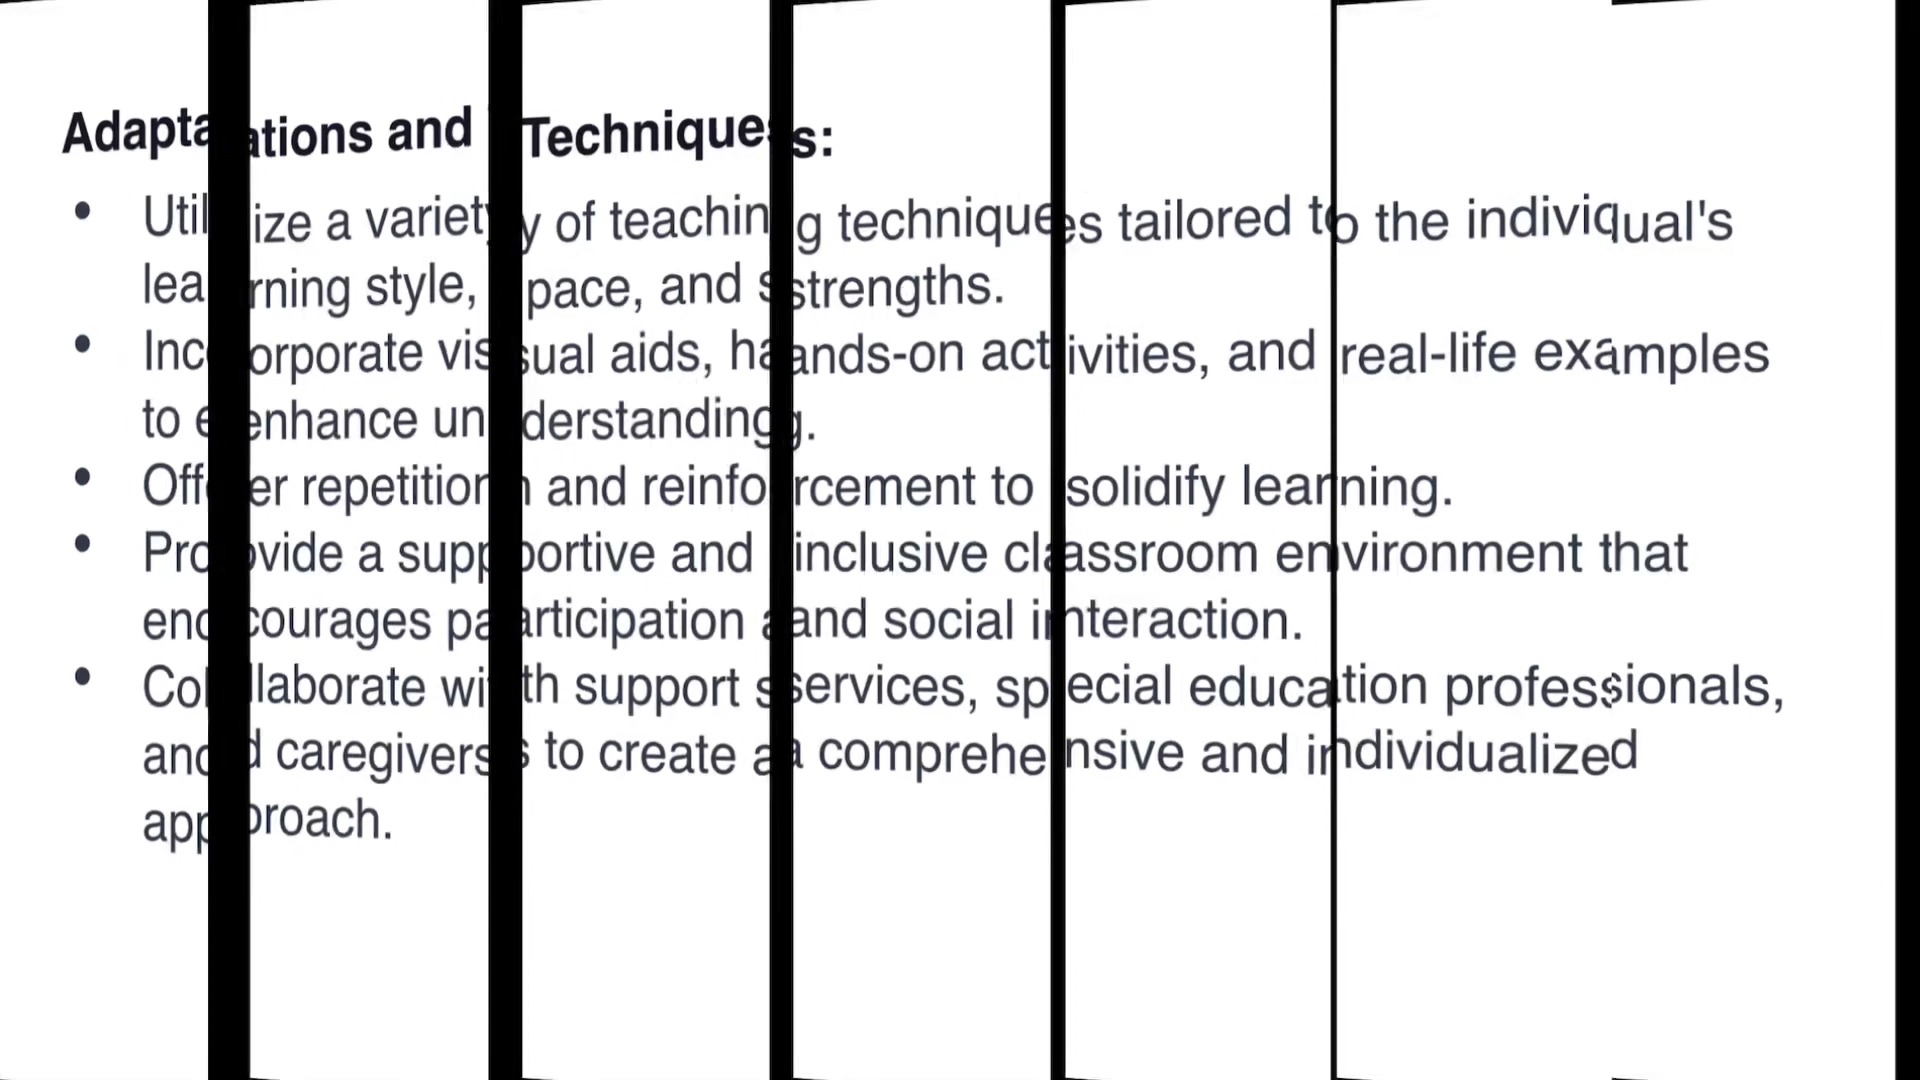 Adaptations and Techniques:
• Utilize a variety of teaching techniques tailored to the individual's
learning style, pace, and strengths.
• Incorporate visual aids, hands-on activities, and real-life examples
to enhance understanding.
• Offer repetition and reinforcement to solidify learning.
• Provide a supportive and inclusive classroom environment that
encourages participation and social interaction.
• Collaborate with support services, special education professionals,
and caregivers to create a comprehensive and individualized
approach.